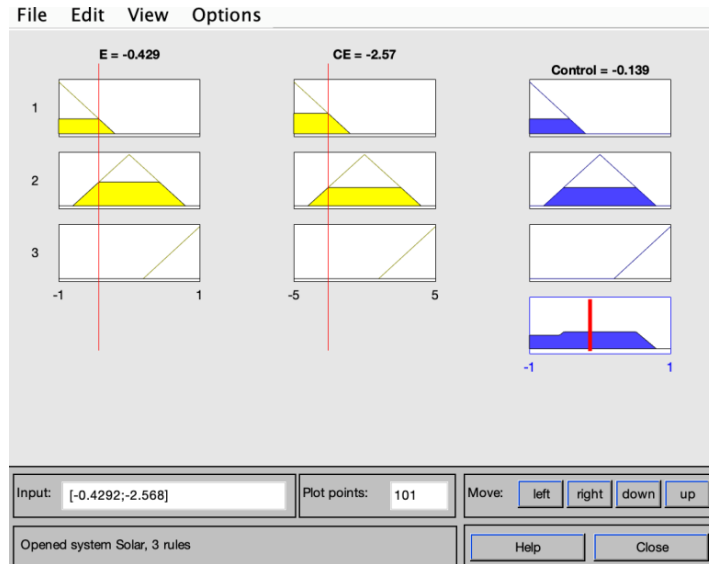 File Edit View Options
E = -0.429
CE = -2.57
Control = -0.139
1
2
3
-1 1
-5 5
-1 1
Input: [-0.4292;-2.568] Plot points: 101 Move: left right down up
Opened system Solar, 3 rules Help Close